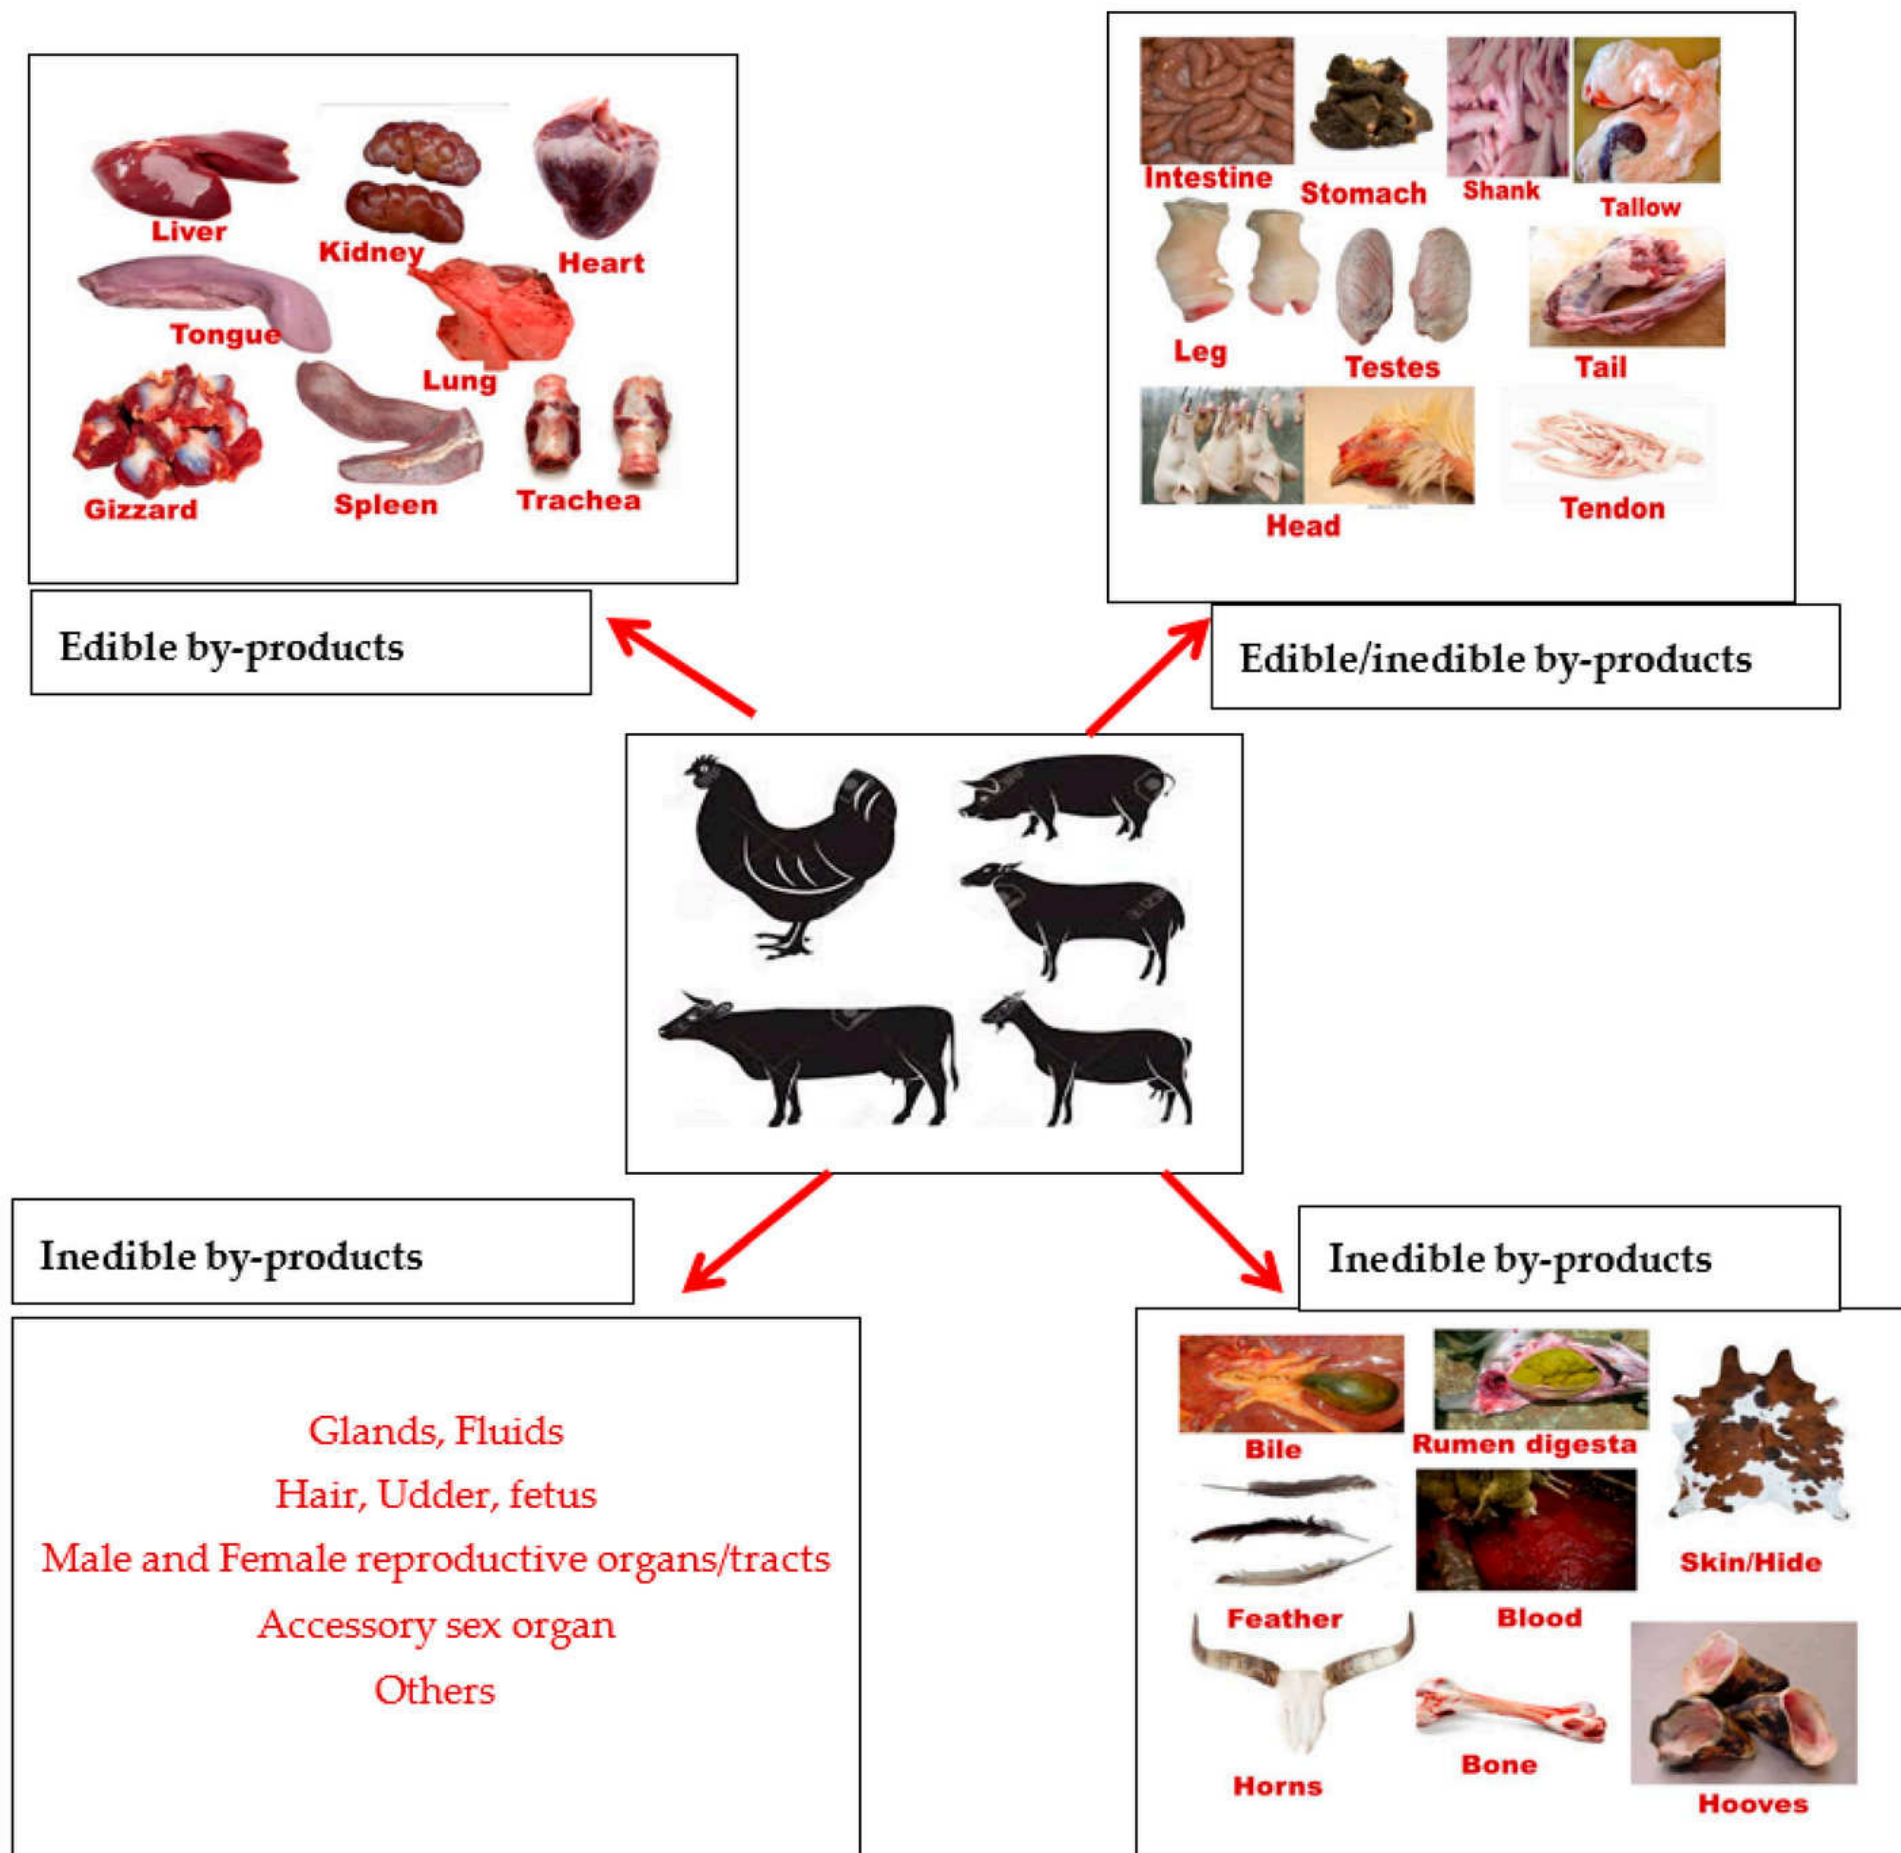 Liver
Kidney
Heart
Tongue
Lung
Gizzard
Spleen
Trachea
Edible by-products
Intestine
Stomach
Shank
Tallow
Leg
Testes
Tail
Head
Tendon
Edible/inedible by-products
Inedible by-products
Glands, Fluids
Hair, Udder, fetus
Male and Female reproductive organs/tracts
Accessory sex organ
Others
Inedible by-products
Bile
Rumen digesta
Skin/Hide
Feather
Blood
Horns
Bone
Hooves